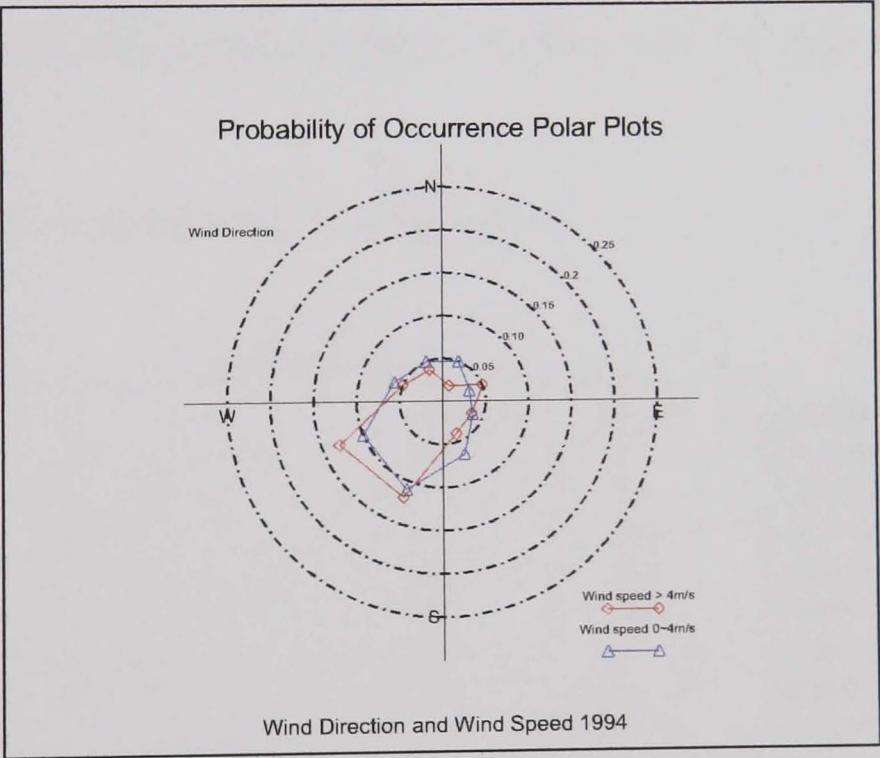 Probability of Occurrence Polar Plots
N
Wind Direction
0.25
0.2
0.15
0.10
0.05
W
E
S
Wind speed > 4m/s
Wind speed 0~4m/s
Wind Direction and Wind Speed 1994